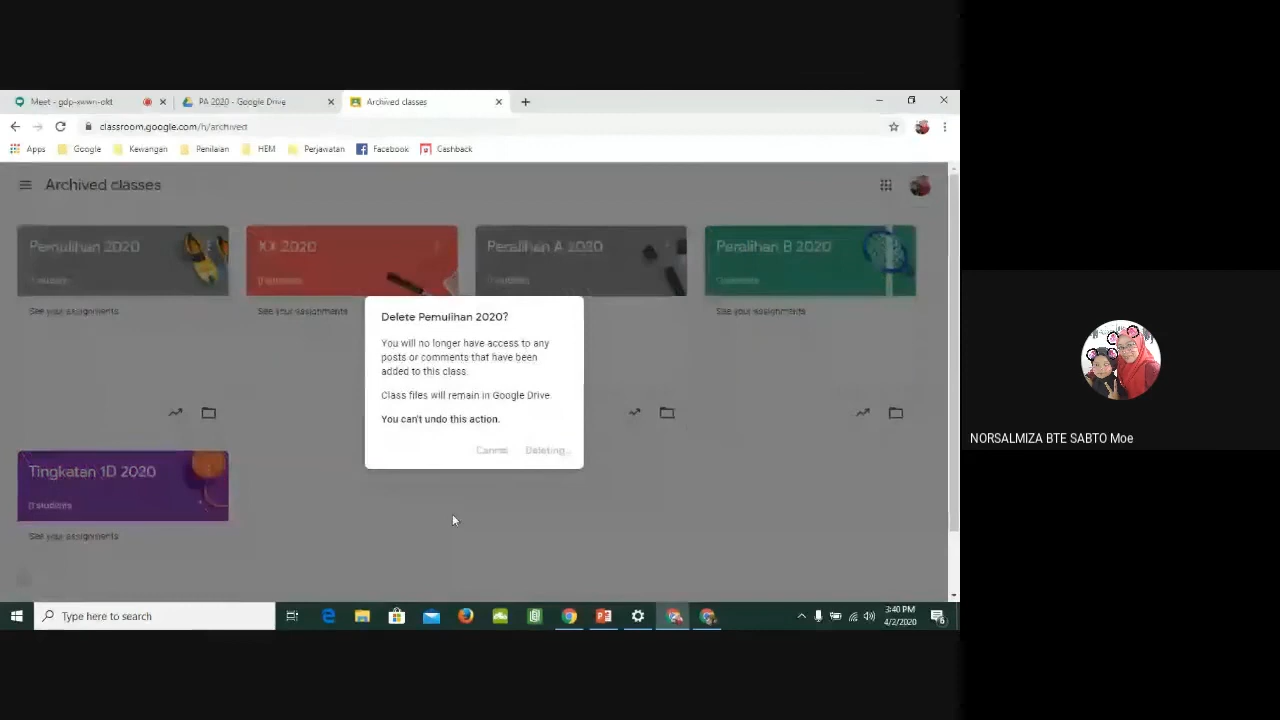 Meet - gdp-swwn-okt
PA 2020 - Google Drive
Archived classes
classroom.google.com/h/archived
Apps
Google
Kewangan
Penilaian
HEM
Perjawatan
Facebook
Cashback
Archived classes
Pemulihan 2020
XX 2020
Peralihan A 2020
Peralihan B 2020
See your assignments
See your assignments
See your assignments
Delete Pemulihan 2020?
You will no longer have access to any
posts or comments that have been
added to this class.
Class files will remain in Google Drive
You can't undo this action.
Cancel
Deleting...
Tingkatan 1D 2020
0 students
See your assignments
NORSALMIZA BTE SABTO Moe
Type here to search
3:40 PM
4/2/2020